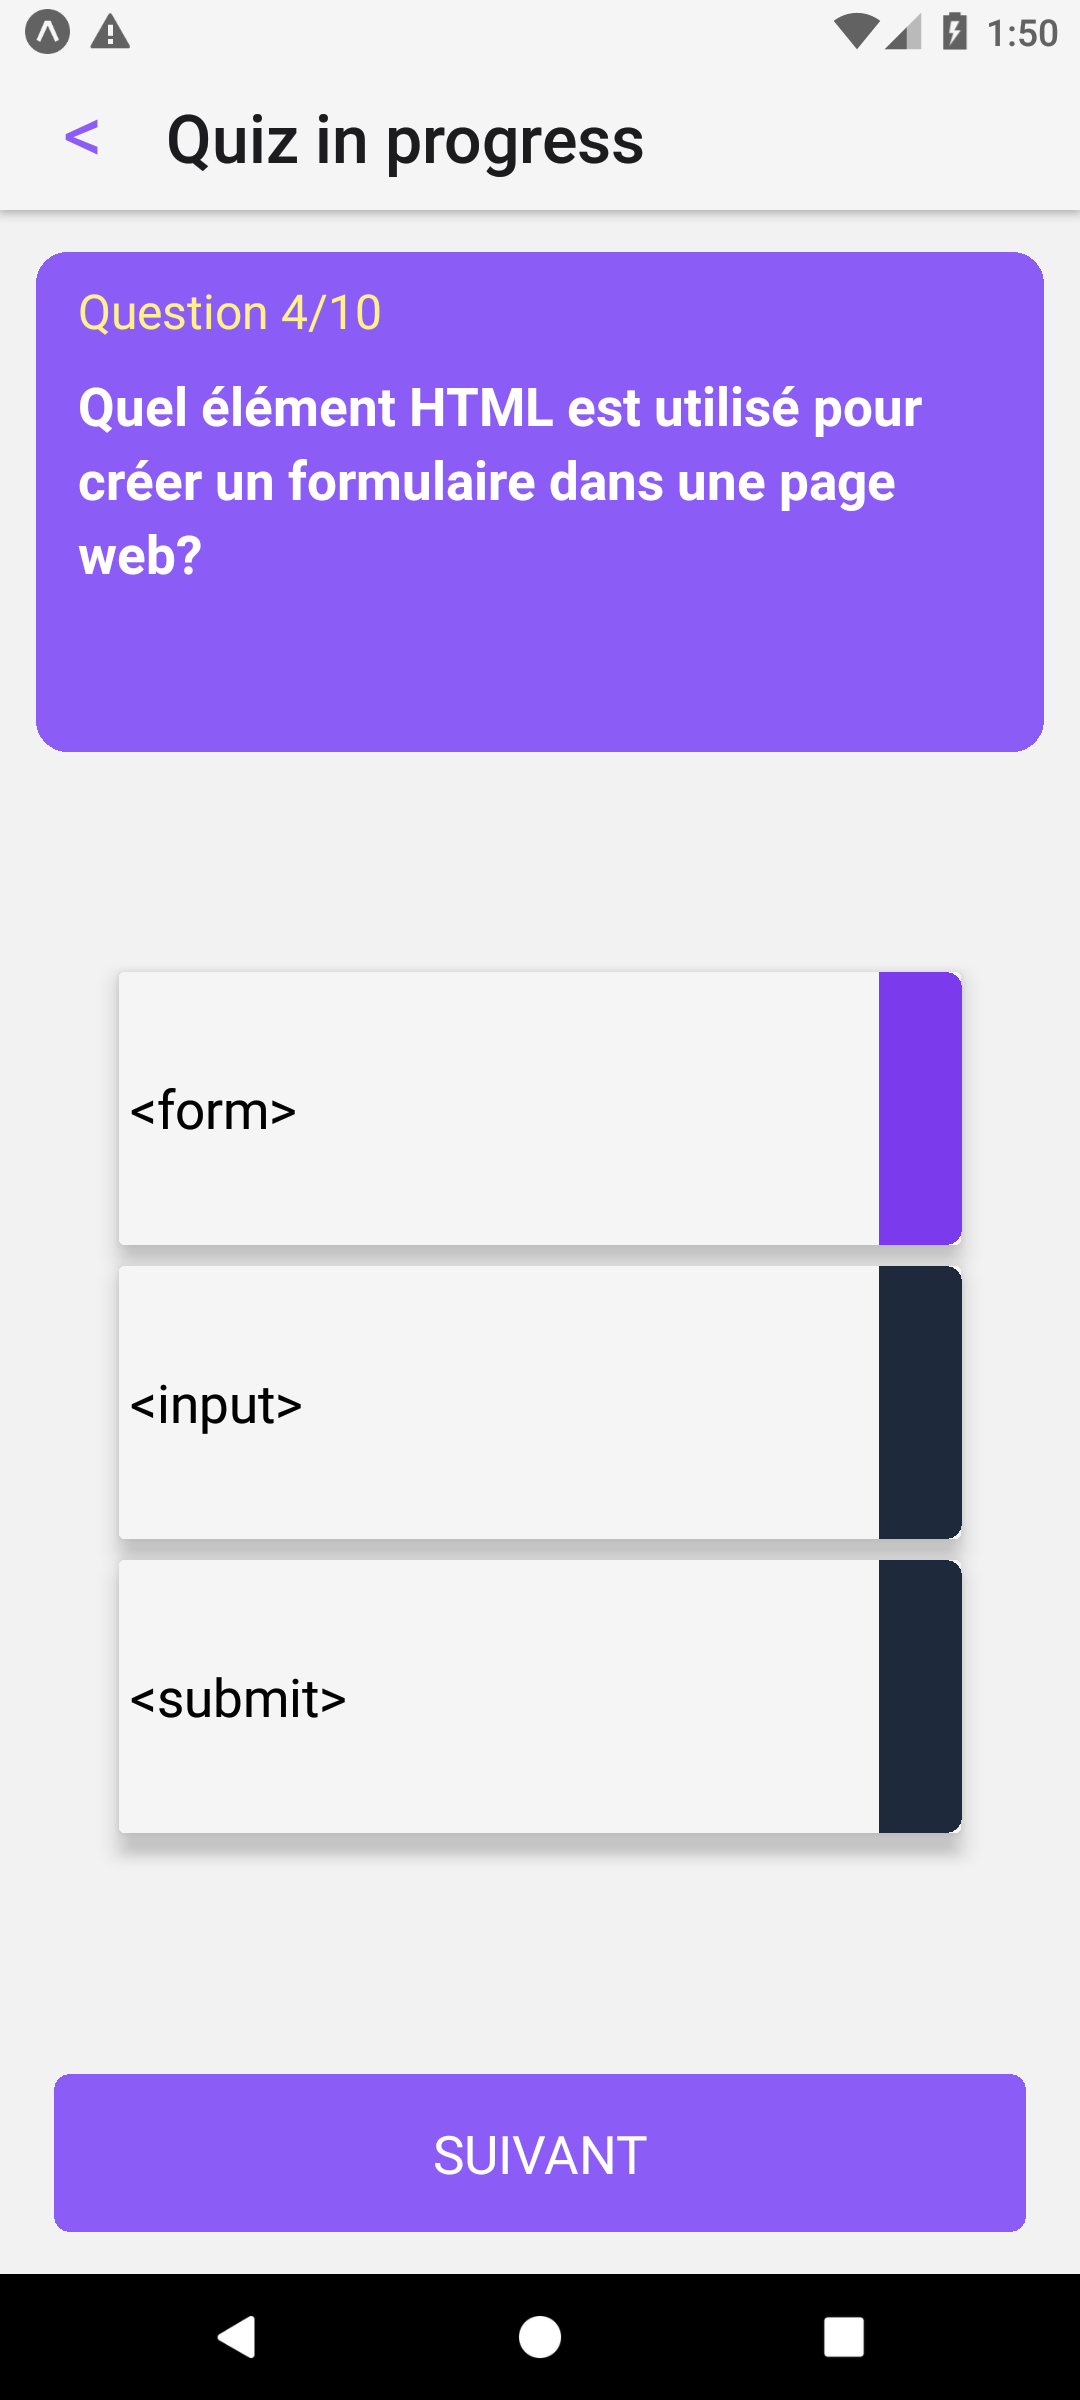 1:50
< Quiz in progress
Question 4/10
Quel élément HTML est utilisé pour
créer un formulaire dans une page
web?
<form>
<input>
<submit>
SUIVANT